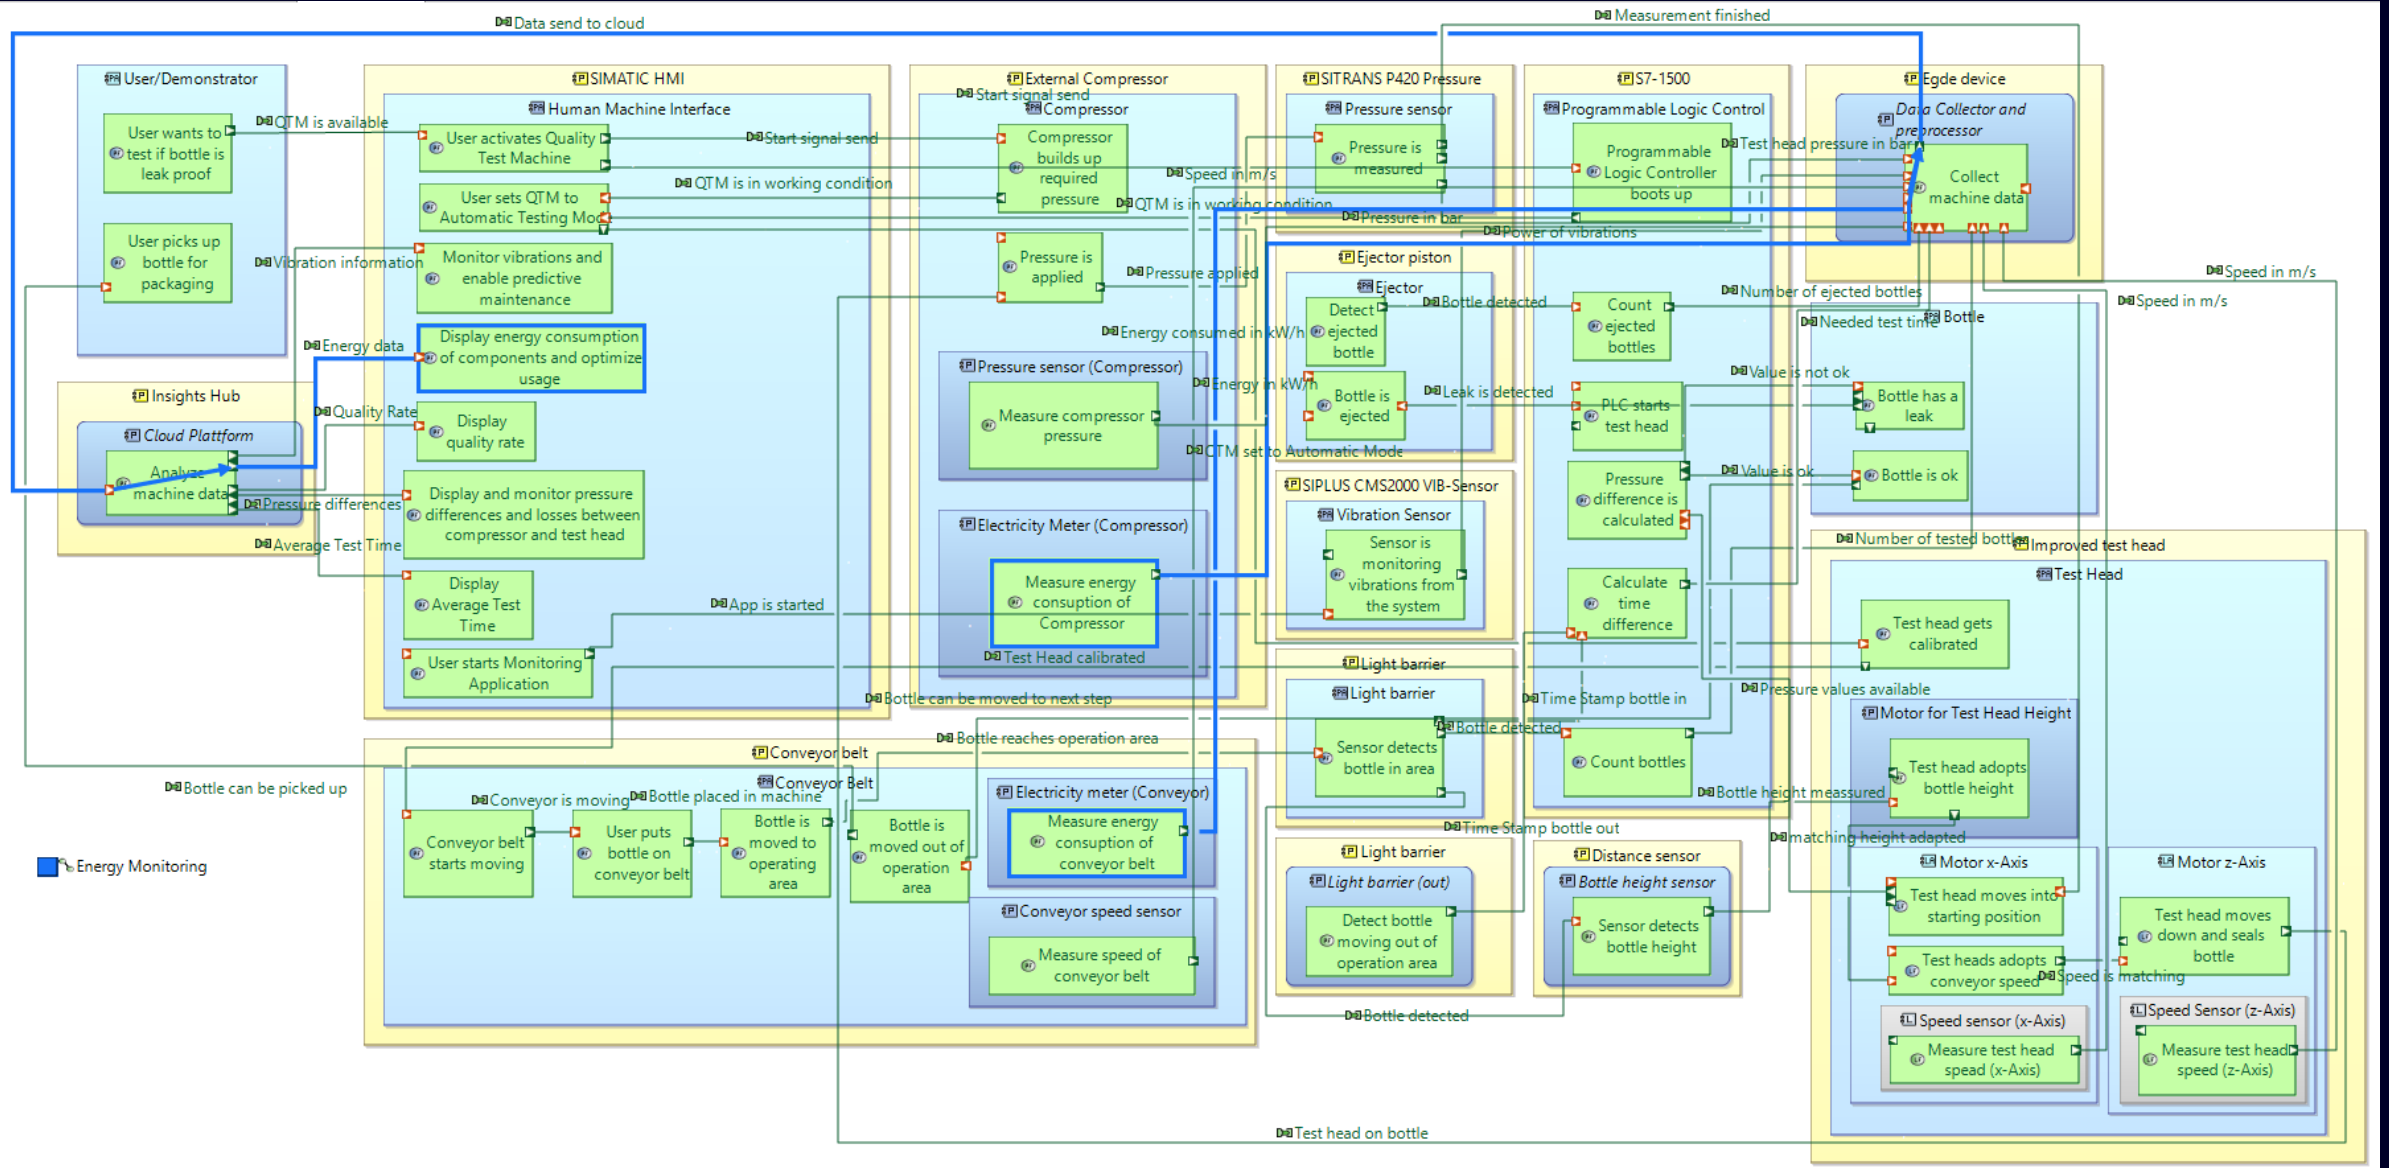 Data send to cloud
Measurement finished
User/Demonstrator
User wants to
test if bottle is
leak proof
User picks up
bottle for
packaging
QTM is available
Vibration information
Energy data
Quality Rate
Pressure differences
Average Test Time
Insights Hub
Cloud Plattform
Analyze
machine data
SIMATIC HMI
Human Machine Interface
User activates Quality
Test Machine
User sets QTM to
Automatic Testing Mode
Monitor vibrations and
enable predictive
maintenance
Display energy consumption
of components and optimize
usage
Display
quality rate
Display and monitor pressure
differences and losses between
compressor and test head
Display
Average Test
Time
User starts Monitoring
Application
Start signal send
QTM is in working condition
App is started
External Compressor
Start signal send
Compressor
Compressor
builds up
required
pressure
Pressure is
applied
Pressure sensor (Compressor)
Measure compressor
pressure
Electricity Meter (Compressor)
Measure energy
consuption of
Compressor
Test Head calibrated
Bottle can be moved to next step
Speed in m/s
QTM is in working condition
Pressure in bar
Pressure applied
Energy consumed in kW/h
Energy in kW/h
QTM set to Automatic Mode
SITRANS P420 Pressure
Pressure sensor
Pressure is
measured
Power of vibrations
Ejector piston
Ejector
Detect
ejected
bottle
Bottle is
ejected
Bottle detected
Leak is detected
SIPLUS CMS2000 VIB-Sensor
Vibration Sensor
Sensor is
monitoring
vibrations from
the system
Light barrier
Light barrier
Sensor detects
bottle in area
Bottle detected
Time Stamp bottle in
Time Stamp bottle out
Light barrier
Light barrier (out)
Detect bottle
moving out of
operation area
Bottle detected
S7-1500
Programmable Logic Control
Programmable
Logic Controller
boots up
Count
ejected
bottles
PLC starts
test head
Pressure
difference is
calculated
Calculate
time
difference
Count bottles
Test head pressure in bar
Number of ejected bottles
Needed test time
Value is not ok
Value is ok
Number of tested bottles
Pressure values available
Bottle height meassured
matching height adapted
Distance sensor
Bottle height sensor
Sensor detects
bottle height
Egde device
Data Collector and
preprocessor
Collect
machine data
Speed in m/s
Speed in m/s
Bottle
Bottle has a
leak
Bottle is ok
Improved test head
Test Head
Test head gets
calibrated
Motor for Test Head Height
Test head adopts
bottle height
Motor x-Axis
Test head moves into
starting position
Test heads adopts
conveyor speed
Speed is matching
Speed sensor (x-Axis)
Measure test head
spead (x-Axis)
Motor z-Axis
Test head moves
down and seals
bottle
Speed Sensor (z-Axis)
Measure test head
speed (z-Axis)
Bottle reaches operation area
Conveyor belt
Conveyor Belt
Bottle can be picked up
Conveyor is moving
Bottle placed in machine
Conveyor belt
starts moving
User puts
bottle on
conveyor belt
Bottle is
moved to
operating
area
Bottle is
moved out of
operation
area
Electricity meter (Conveyor)
Measure energy
consuption of
conveyor belt
Conveyor speed sensor
Measure speed of
conveyor belt
Energy Monitoring
Test head on bottle